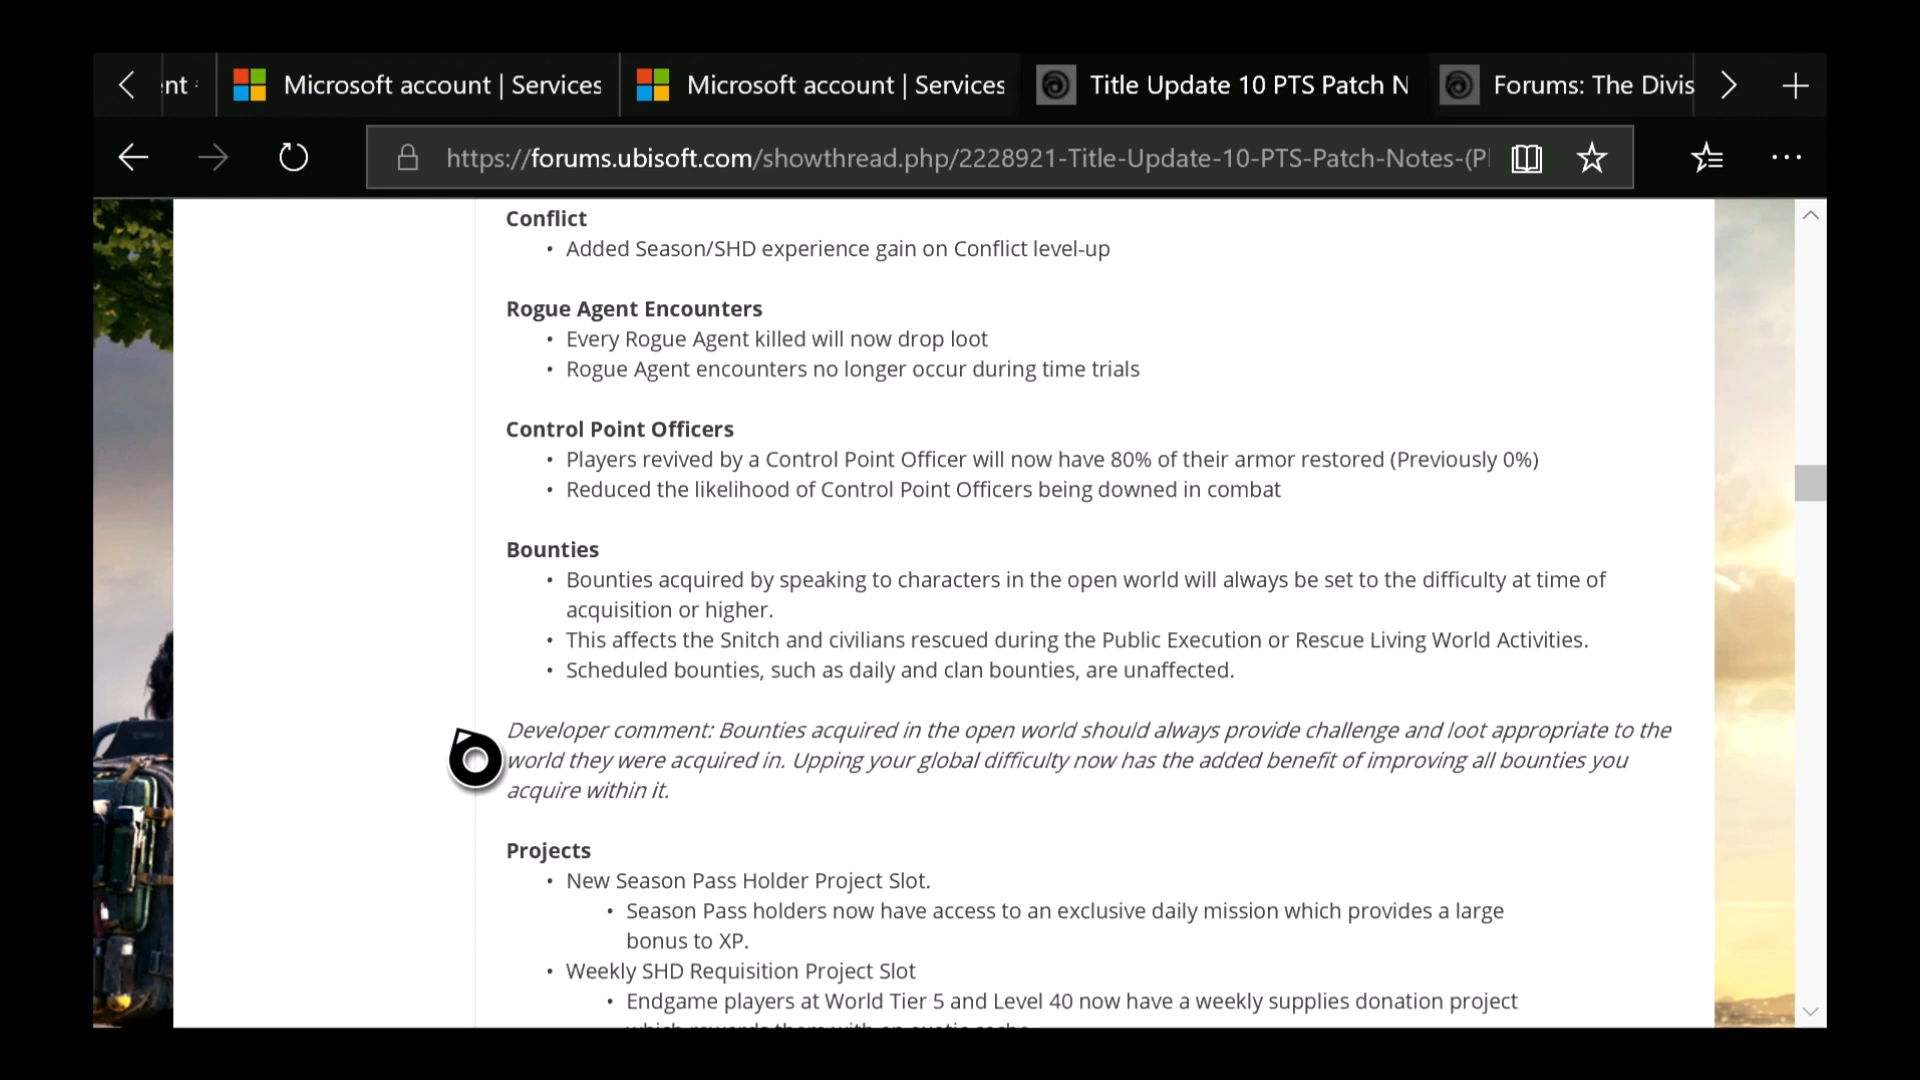 nt
Microsoft account | Services
Microsoft account | Services
Title Update 10 PTS Patch N
Forums: The Divis
https://forums.ubisoft.com/showthread.php/2228921-Title-Update-10-PTS-Patch-Notes-(P
Conflict
• Added Season/SHD experience gain on Conflict level-up
Rogue Agent Encounters
• Every Rogue Agent killed will now drop loot
• Rogue Agent encounters no longer occur during time trials
Control Point Officers
• Players revived by a Control Point Officer will now have 80% of their armor restored (Previously 0%)
• Reduced the likelihood of Control Point Officers being downed in combat
Bounties
• Bounties acquired by speaking to characters in the open world will always be set to the difficulty at time of
acquisition or higher.
• This affects the Snitch and civilians rescued during the Public Execution or Rescue Living World Activities.
• Scheduled bounties, such as daily and clan bounties, are unaffected.
Developer comment: Bounties acquired in the open world should always provide challenge and loot appropriate to the
world they were acquired in. Upping your global difficulty now has the added benefit of improving all bounties you
acquire within it.
Projects
• New Season Pass Holder Project Slot.
• Season Pass holders now have access to an exclusive daily mission which provides a large
bonus to XP.
• Weekly SHD Requisition Project Slot
• Endgame players at World Tier 5 and Level 40 now have a weekly supplies donation project
which rewards them with an exotic cache